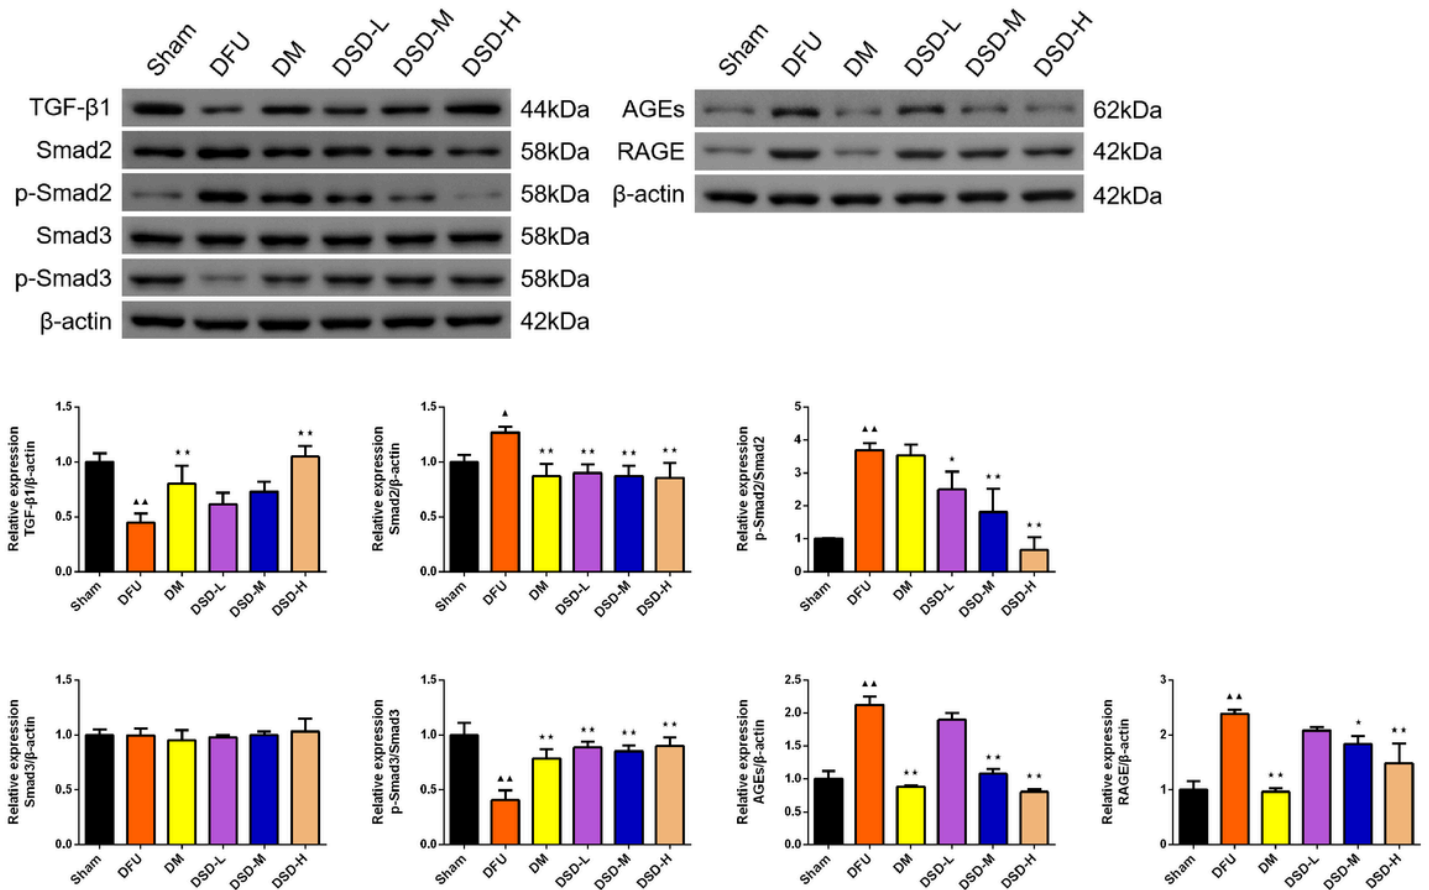 Sham DFU DM DSD-L DSD-M DSD-H
TGF-β1 44kDa
Smad2 58kDa
p-Smad2 58kDa
Smad3 58kDa
p-Smad3 58kDa
β-actin 42kDa
Sham DFU DM DSD-L DSD-M DSD-H
AGEs 62kDa
RAGE 42kDa
β-actin 42kDa
Relative expression
TGF-β1/β-actin
1.5
1.0
0.5
0.0
▲▲ ★★ ★★
Sham DFU DM DSD-L DSD-M DSD-H
Relative expression
Smad2/β-actin
1.5
1.0
0.5
0.0
▲ ★★ ★★ ★★ ★★
Sham DFU DM DSD-L DSD-M DSD-H
Relative expression
p-Smad2/Smad2
5
4
3
2
1
0
▲▲ ★ ★★ ★★
Sham DFU DM DSD-L DSD-M DSD-H
Relative expression
Smad3/β-actin
1.5
1.0
0.5
0.0
Sham DFU DM DSD-L DSD-M DSD-H
Relative expression
p-Smad3/Smad3
1.5
1.0
0.5
0.0
▲▲ ★★ ★★ ★★ ★★
Sham DFU DM DSD-L DSD-M DSD-H
Relative expression
AGEs/β-actin
2.5
2.0
1.5
1.0
0.5
0.0
▲▲ ★★ ★★ ★★
Sham DFU DM DSD-L DSD-M DSD-H
Relative expression
RAGE/β-actin
3
2
1
0
▲▲ ★★ ★ ★★
Sham DFU DM DSD-L DSD-M DSD-H